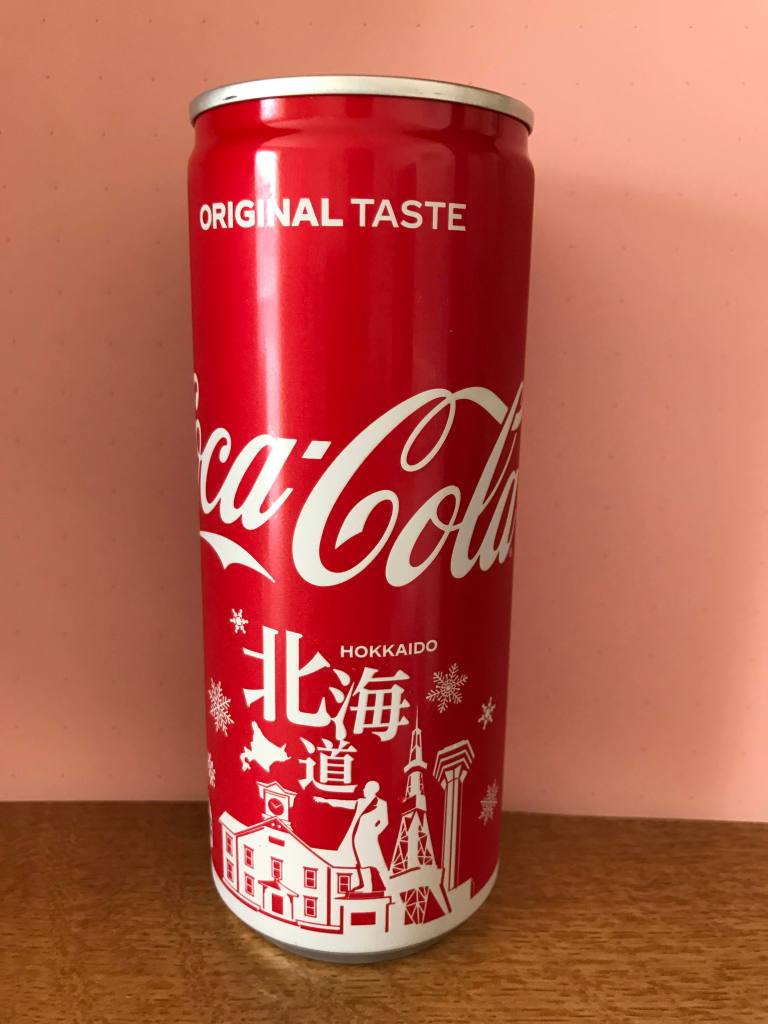 ORIGINAL TASTE
Coca-Cola
HOKKAIDO
北海道